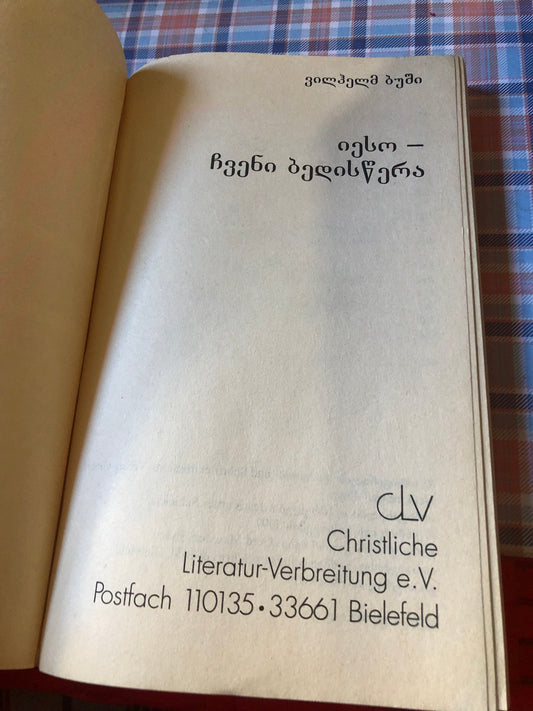 ვილჰელმ ბუში
იესო –
ჩვენი ბედისწერა
clv
Christliche
Literatur-Verbreitung e.V.
Postfach 110135 • 33661 Bielefeld